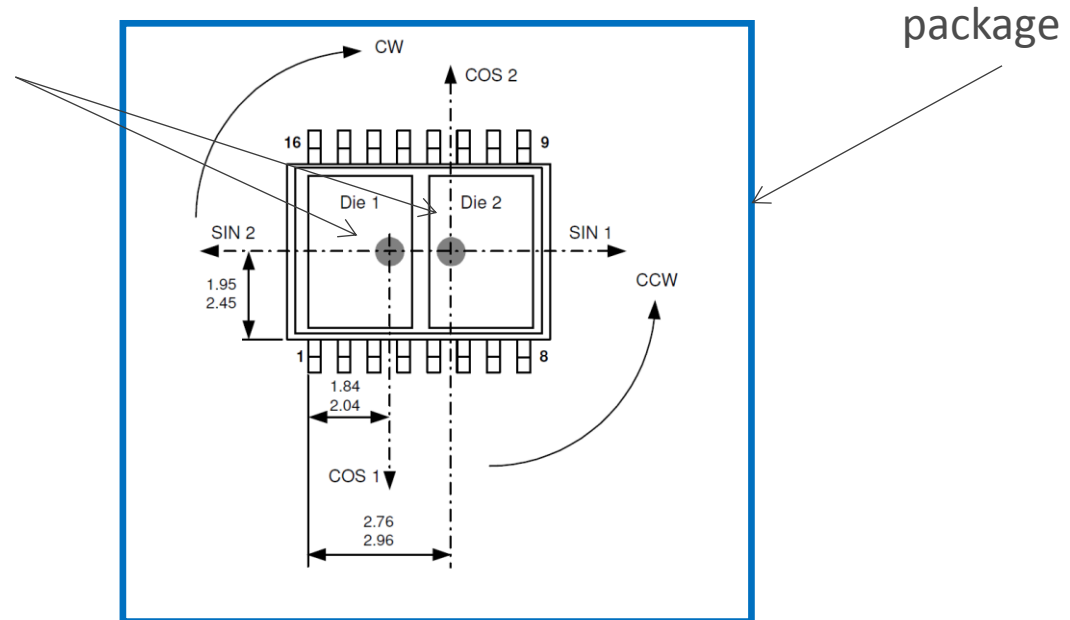 package
CW
COS 2
16
9
Die 1
Die 2
SIN 2
SIN 1
1.95
2.45
CCW
1
8
1.84
2.04
COS 1
2.76
2.96